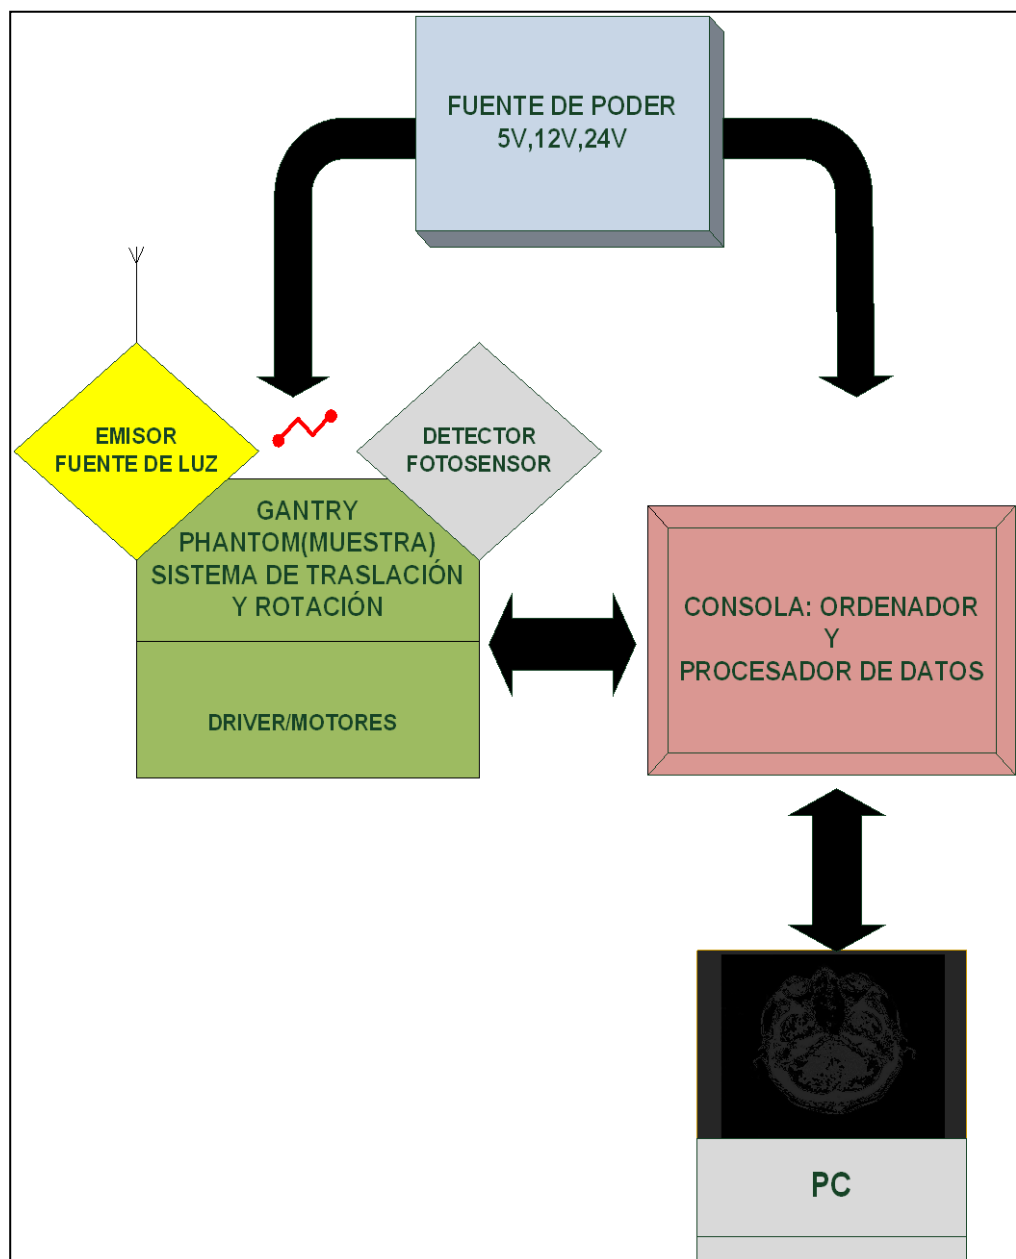 FUENTE DE PODER
5V,12V,24V
EMISOR
FUENTE DE LUZ
DETECTOR
FOTOSENSOR
GANTRY
PHANTOM(MUESTRA)
SISTEMA DE TRASLACIÓN
Y ROTACIÓN
DRIVER/MOTORES
CONSOLA: ORDENADOR
Y
PROCESADOR DE DATOS
PC